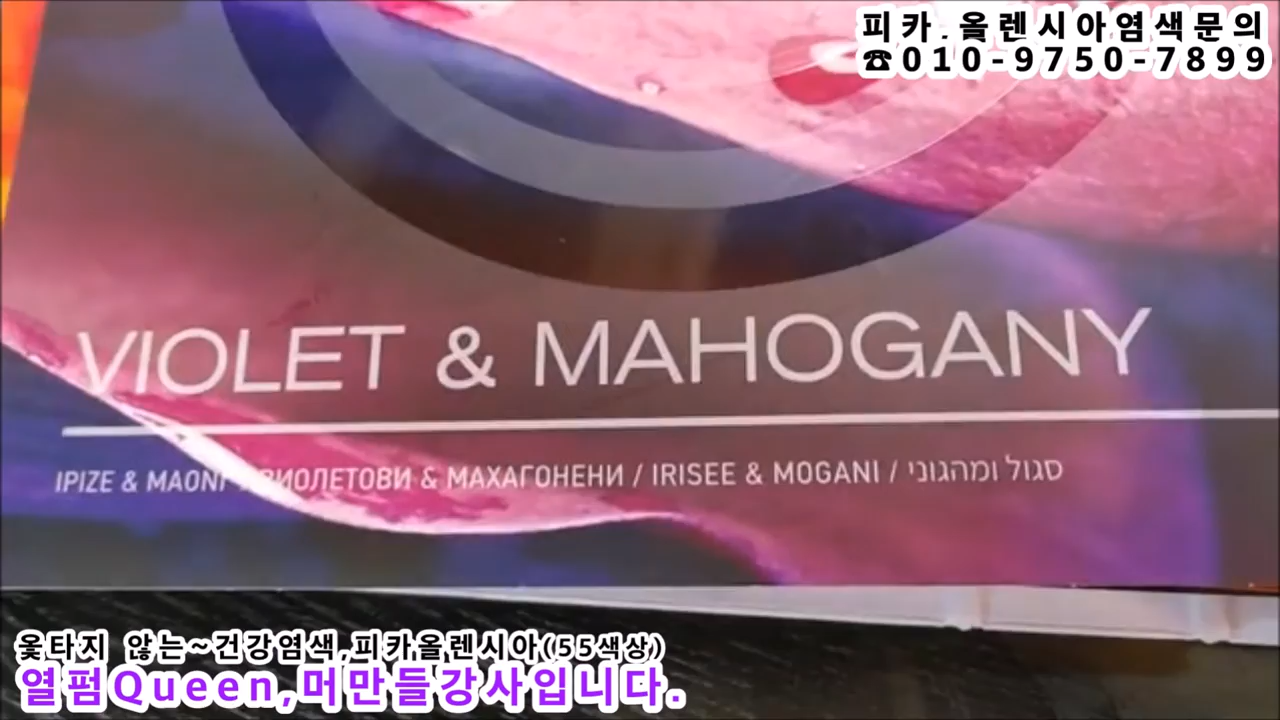 피카.올렌시아염색문의
☎010-9750-7899
VIOLET & MAHOGANY
IPIZE & MAONI / ВИОЛЕТОВИ & МАХАГОНЕНИ / IRISEE & MOGANI / סגול ומהגוני
옻타지 않는~건강염색,피카올렌시아(55색상)
열펌Queen,머만들강사입니다.